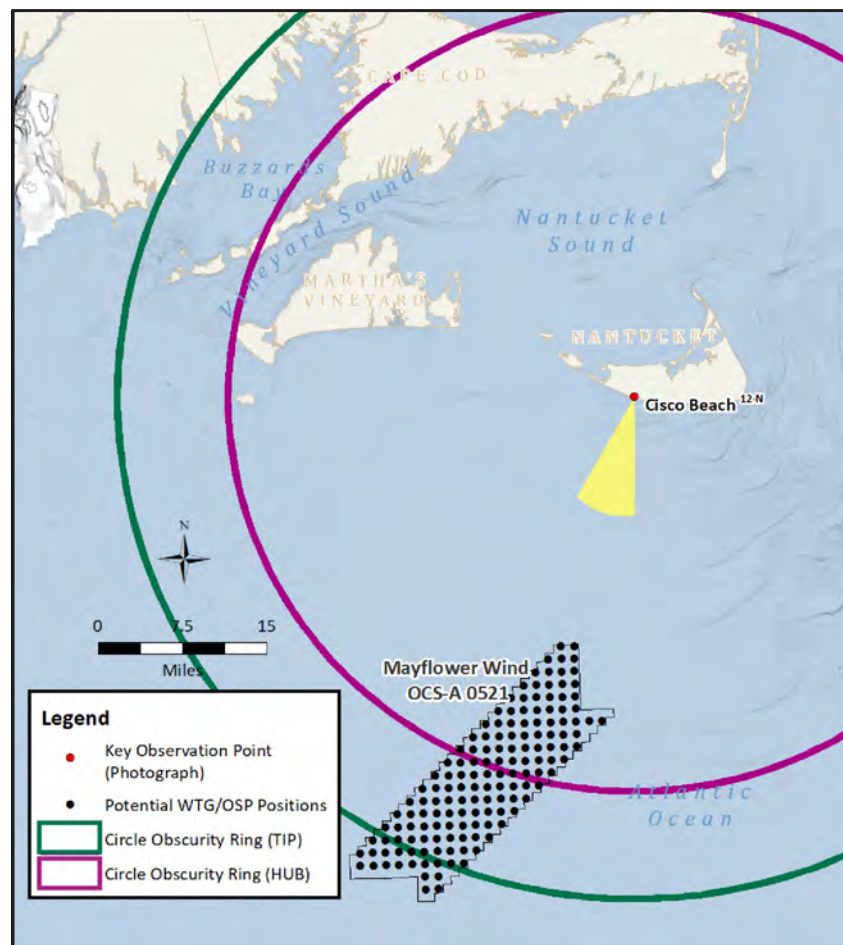 CAPE COD
Buzzards
Bay
Vineyard Sound
Nantucket
Sound
MARTHA'S
VINEYARD
NANTUCKET
Cisco Beach 12-N
N
0 7.5 15
Miles
Mayflower Wind
OCS-A 0521
Atlantic
Ocean
Legend
Key Observation Point
(Photograph)
Potential WTG/OSP Positions
Circle Obscurity Ring (TIP)
Circle Obscurity Ring (HUB)